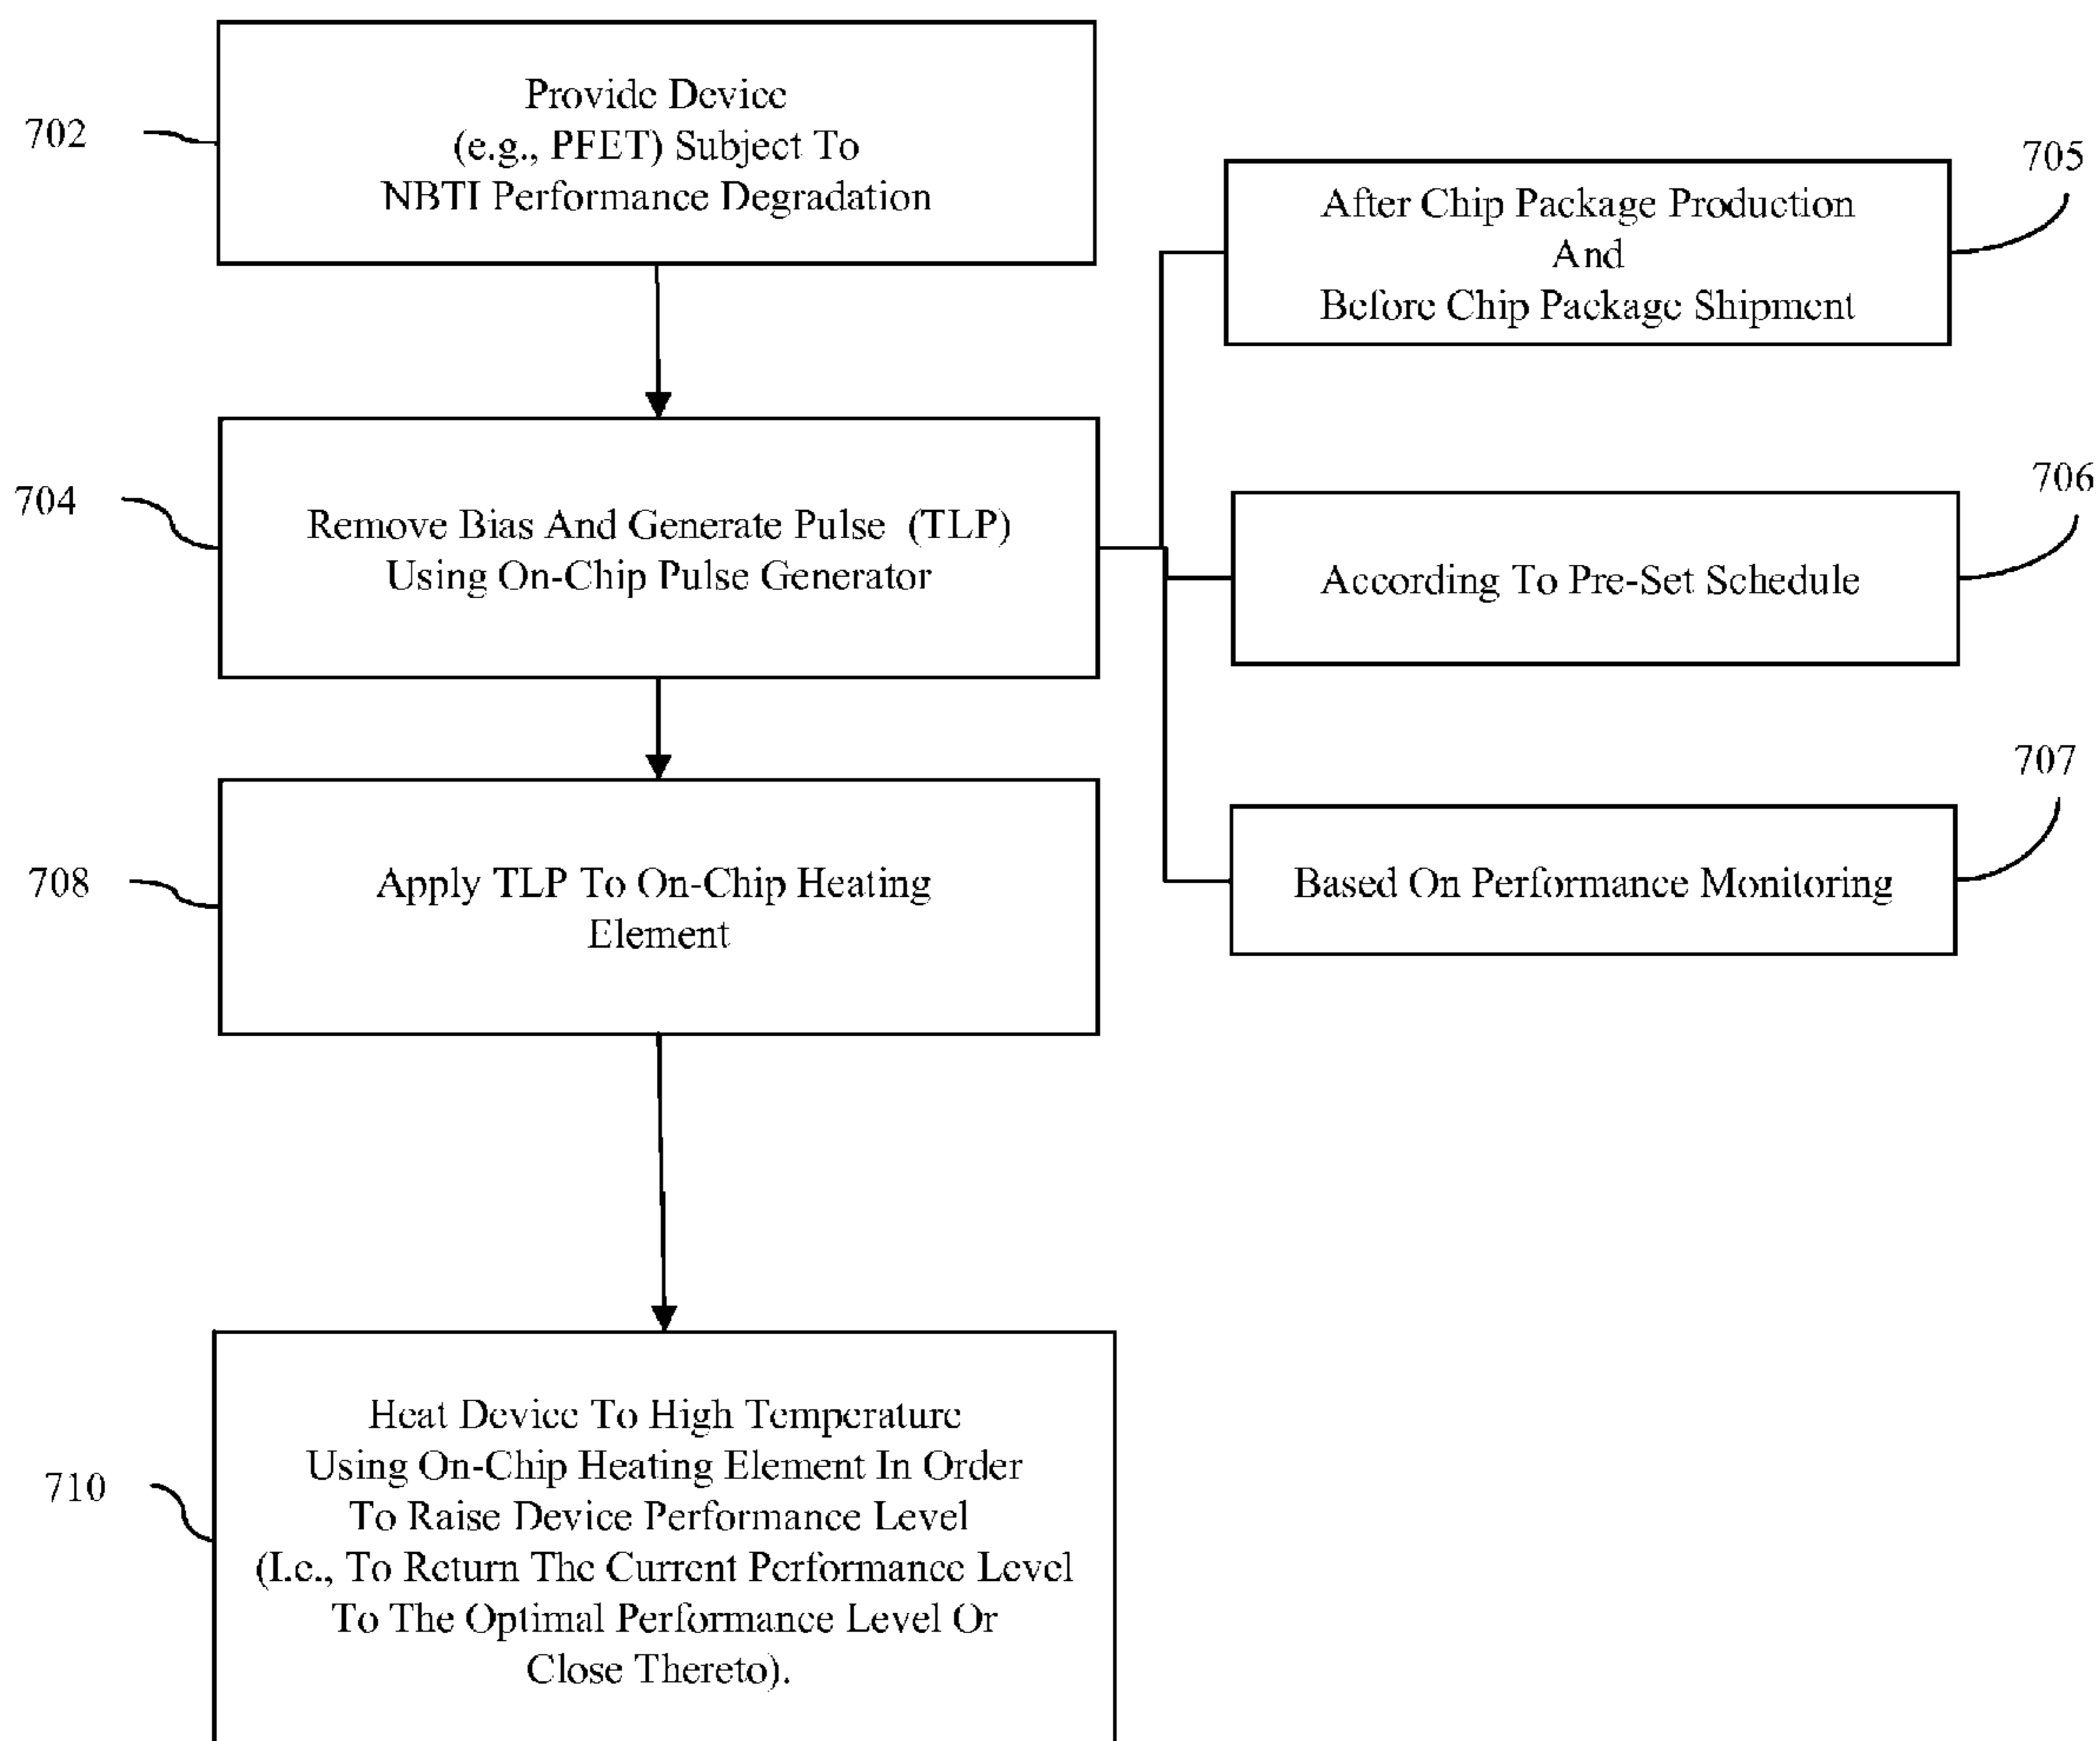 702
Provide Device
(e.g., PFET) Subject To
NBTI Performance Degradation
705
After Chip Package Production
And
Before Chip Package Shipment
704
Remove Bias And Generate Pulse (TLP)
Using On-Chip Pulse Generator
706
According To Pre-Set Schedule
707
Based On Performance Monitoring
708
Apply TLP To On-Chip Heating
Element
710
Heat Device To High Temperature
Using On-Chip Heating Element In Order
To Raise Device Performance Level
(I.e., To Return The Current Performance Level
To The Optimal Performance Level Or
Close Thereto).